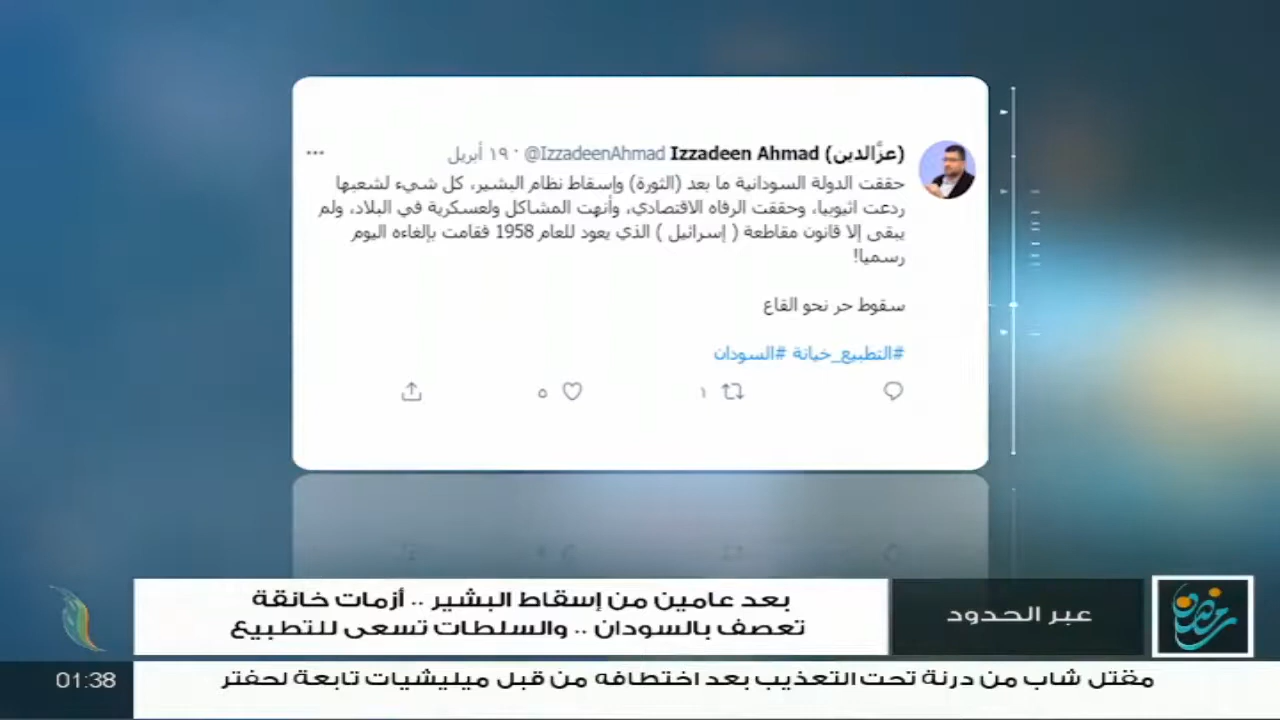 (عزَّالدين) Izzadeen Ahmad @IzzadeenAhmad · ١٩ أبريل
حققت الدولة السودانية ما بعد (الثورة) وإسقاط نظام البشير، كل شيء لشعبها
ردعت اثيوبيا، وحققت الرفاه الاقتصادي، وأنهت المشاكل ولعسكرية في البلاد، ولم
يبقى إلا قانون مقاطعة ( إسرائيل ) الذي يعود للعام 1958 فقامت بإلغاءه اليوم
رسميا!
سقوط حر نحو القاع
#التطبيع_خيانة #السودان
١ ٥
رمضان
عبر الحدود
بعد عامين من إسقاط البشير .. أزمات خانقة
تعصف بالسودان .. والسلطات تسعى للتطبيع
مقتل شاب من درنة تحت التعذيب بعد اختطافه من قبل ميليشيات تابعة لحفتر
01:38